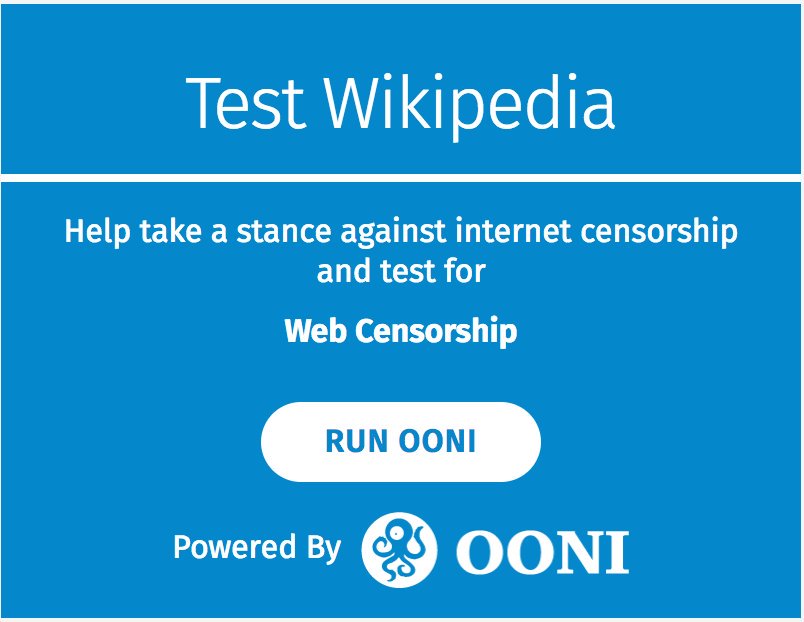 Test Wikipedia
Help take a stance against internet censorship
and test for
Web Censorship
RUN OONI
Powered By OONI